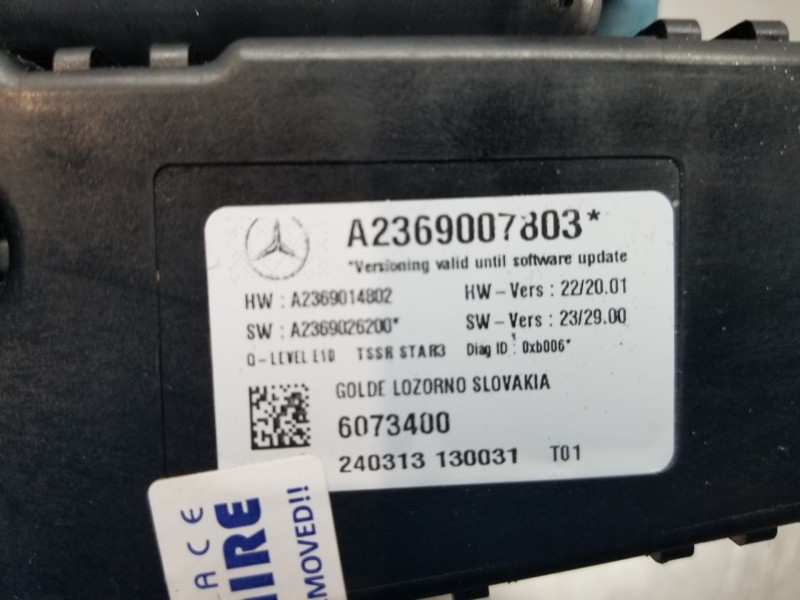 A2369007803*
*Versioning valid until software update
HW : A2369014802 HW-Vers : 22/20.01
SW : A2369026200* SW-Vers : 23/29.00
Q-LEVEL E10 TSSR STAR3 Diag ID : 0xb006*
GOLDE LOZORNO SLOVAKIA
6073400
240313 130031 T01
ACE
IRE
MOVED!!